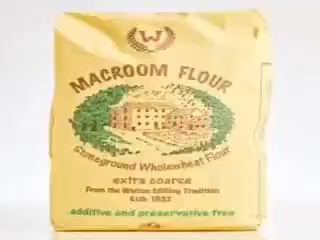 W
MACROOM FLOUR
Stoneground Wholewheat Flour
extra coarse
From the Walton Milling Tradition
Estb. 1832
additive and preservative free